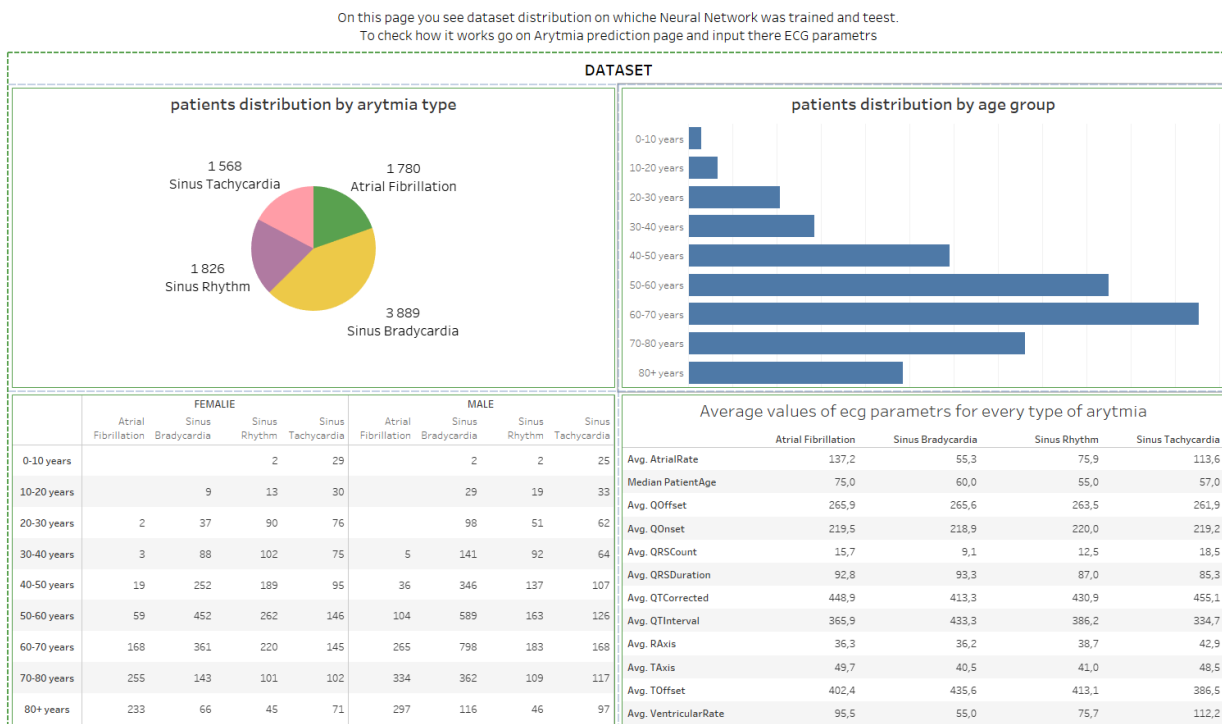 On this page you see dataset distribution on whiche Neural Network was trained and teest.
To check how it works go on Arytmia prediction page and input there ECG parametrs
DATASET
patients distribution by arytmia type
1 568
Sinus Tachycardia
1 780
Atrial Fibrillation
1 826
Sinus Rhythm
3 889
Sinus Bradycardia
patients distribution by age group
0-10 years
10-20 years
20-30 years
30-40 years
40-50 years
50-60 years
60-70 years
70-80 years
80+ years
FEMALIE MALE
Atrial Sinus Sinus Sinus Atrial Sinus Sinus Sinus
Fibrillation Bradycardia Rhythm Tachycardia Fibrillation Bradycardia Rhythm Tachycardia
0-10 years 2 29 2 2 25
10-20 years 9 13 30 29 19 33
20-30 years 2 37 90 76 98 51 62
30-40 years 3 88 102 75 5 141 92 64
40-50 years 19 252 189 95 36 346 137 107
50-60 years 59 452 262 146 104 589 163 126
60-70 years 168 361 220 145 265 798 183 168
70-80 years 255 143 101 102 334 362 109 117
80+ years 233 66 45 71 297 116 46 97
Average values of ecg parametrs for every type of arytmia
Atrial Fibrillation Sinus Bradycardia Sinus Rhythm Sinus Tachycardia
Avg. AtrialRate 137,2 55,3 75,9 113,6
Median PatientAge 75,0 60,0 55,0 57,0
Avg. QOffset 265,9 265,6 263,5 261,9
Avg. QOnset 219,5 218,9 220,0 219,2
Avg. QRSCount 15,7 9,1 12,5 18,5
Avg. QRSDuration 92,8 93,3 87,0 85,3
Avg. QTCorrected 448,9 413,3 430,9 455,1
Avg. QTInterval 365,9 433,3 386,2 334,7
Avg. RAxis 36,3 36,2 38,7 42,9
Avg. TAxis 49,7 40,5 41,0 48,5
Avg. TOffset 402,4 435,6 413,1 386,5
Avg. VentricularRate 95,5 55,0 75,7 112,2